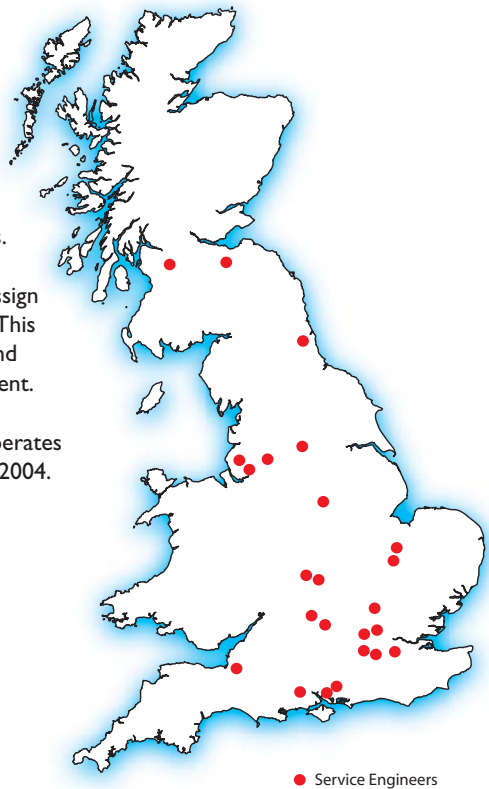 s.
ssign
This
nd
ent.
perates
2004.
Service Engineers